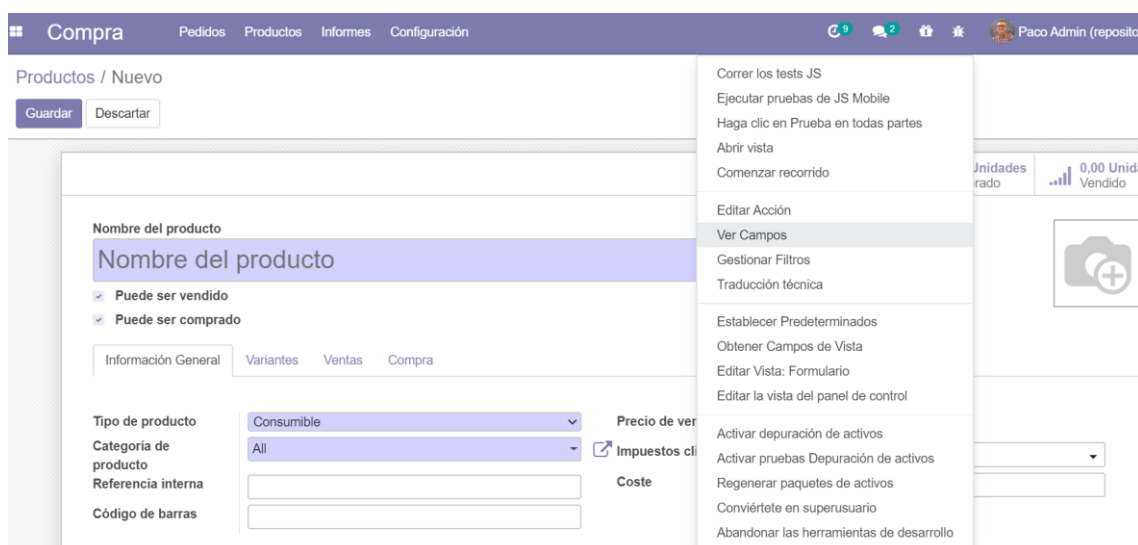 Compra Pedidos Productos Informes Configuración 9 2 Paco Admin (reposito
Productos / Nuevo
Guardar Descartar
Correr los tests JS
Ejecutar pruebas de JS Mobile
Haga clic en Prueba en todas partes
Abrir vista
Comenzar recorrido
Unidades
rado
0,00 Unid
Vendido
Editar Acción
Ver Campos
Gestionar Filtros
Traducción técnica
Establecer Predeterminados
Obtener Campos de Vista
Editar Vista: Formulario
Editar la vista del panel de control
Activar depuración de activos
Activar pruebas Depuración de activos
Regenerar paquetes de activos
Conviértete en superusuario
Abandonar las herramientas de desarrollo
Nombre del producto
Nombre del producto
Puede ser vendido
Puede ser comprado
Información General Variantes Ventas Compra
Tipo de producto Consumible
Categoría de
producto
All
Referencia interna
Código de barras
Precio de ver
Impuestos cli
Coste